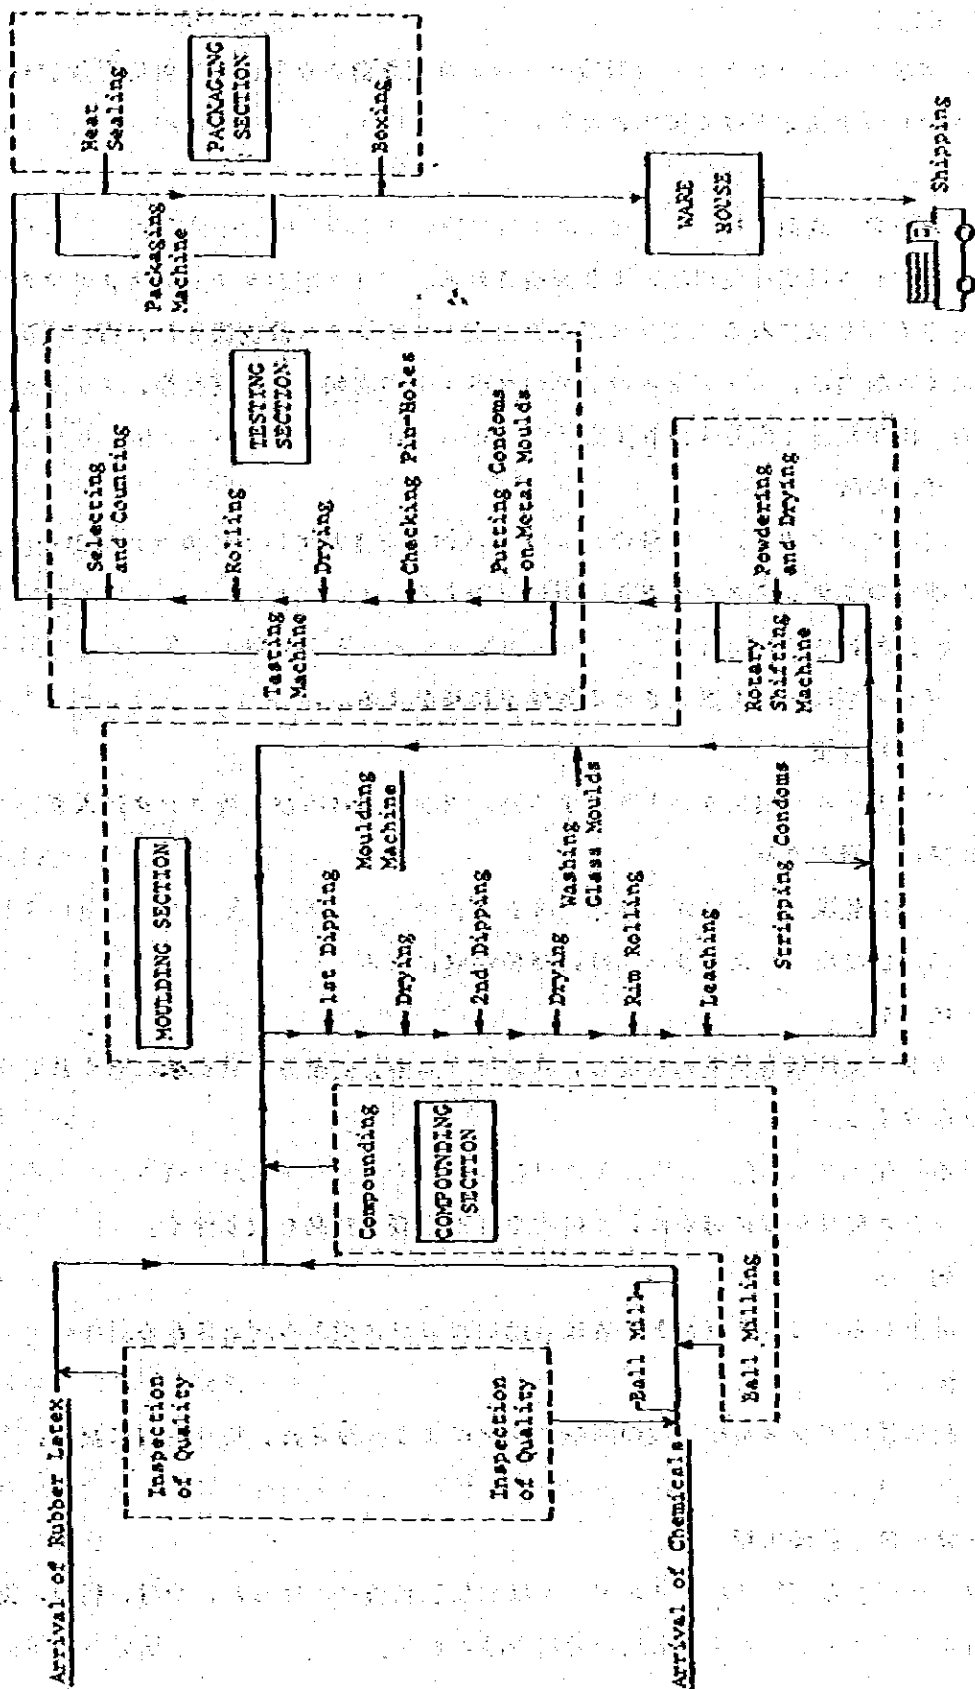 Arrival of Rubber Latex
Inspection
of Quality
Inspection
of Quality
Arrival of Chemicals
Ball Mill
Ball Milling
Compounding
COMPOUNDING
SECTION
MOULDING SECTION
1st Dipping
Drying
2nd Dipping
Drying
Rim Rolling
Leaching
Moulding
Machine
Washing
Glass Moulds
Stripping Condoms
Rotary
Shifting
Machine
Powdering
and Drying
Testing
Machine
Putting Condoms
on Metal Moulds
Checking Pin-Holes
Drying
Rolling
Selecting
and Counting
TESTING
SECTION
Packaging
Machine
Heat
Sealing
PACKAGING
SECTION
Boxing
WARE
HOUSE
Shipping